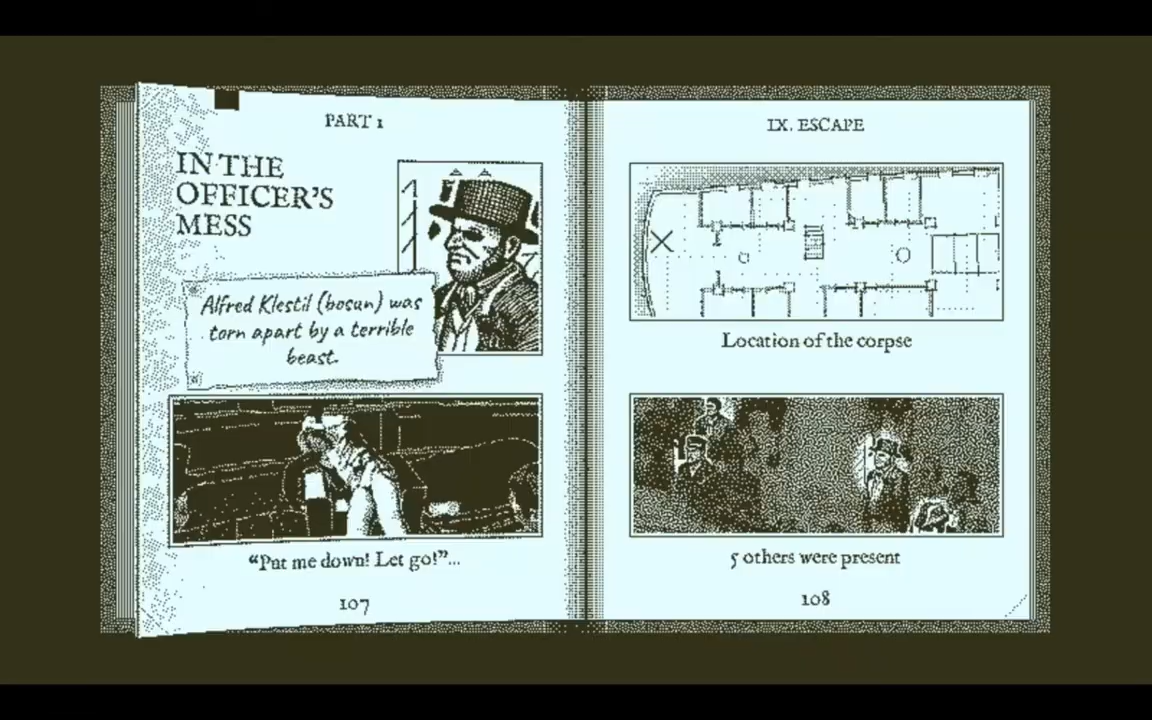 PART 1
IN THE
OFFICER'S
MESS
Alfred Klestil (bosun) was
torn apart by a terrible
beast.
"Put me down! Let go!"...
107
IX. ESCAPE
Location of the corpse
5 others were present
108